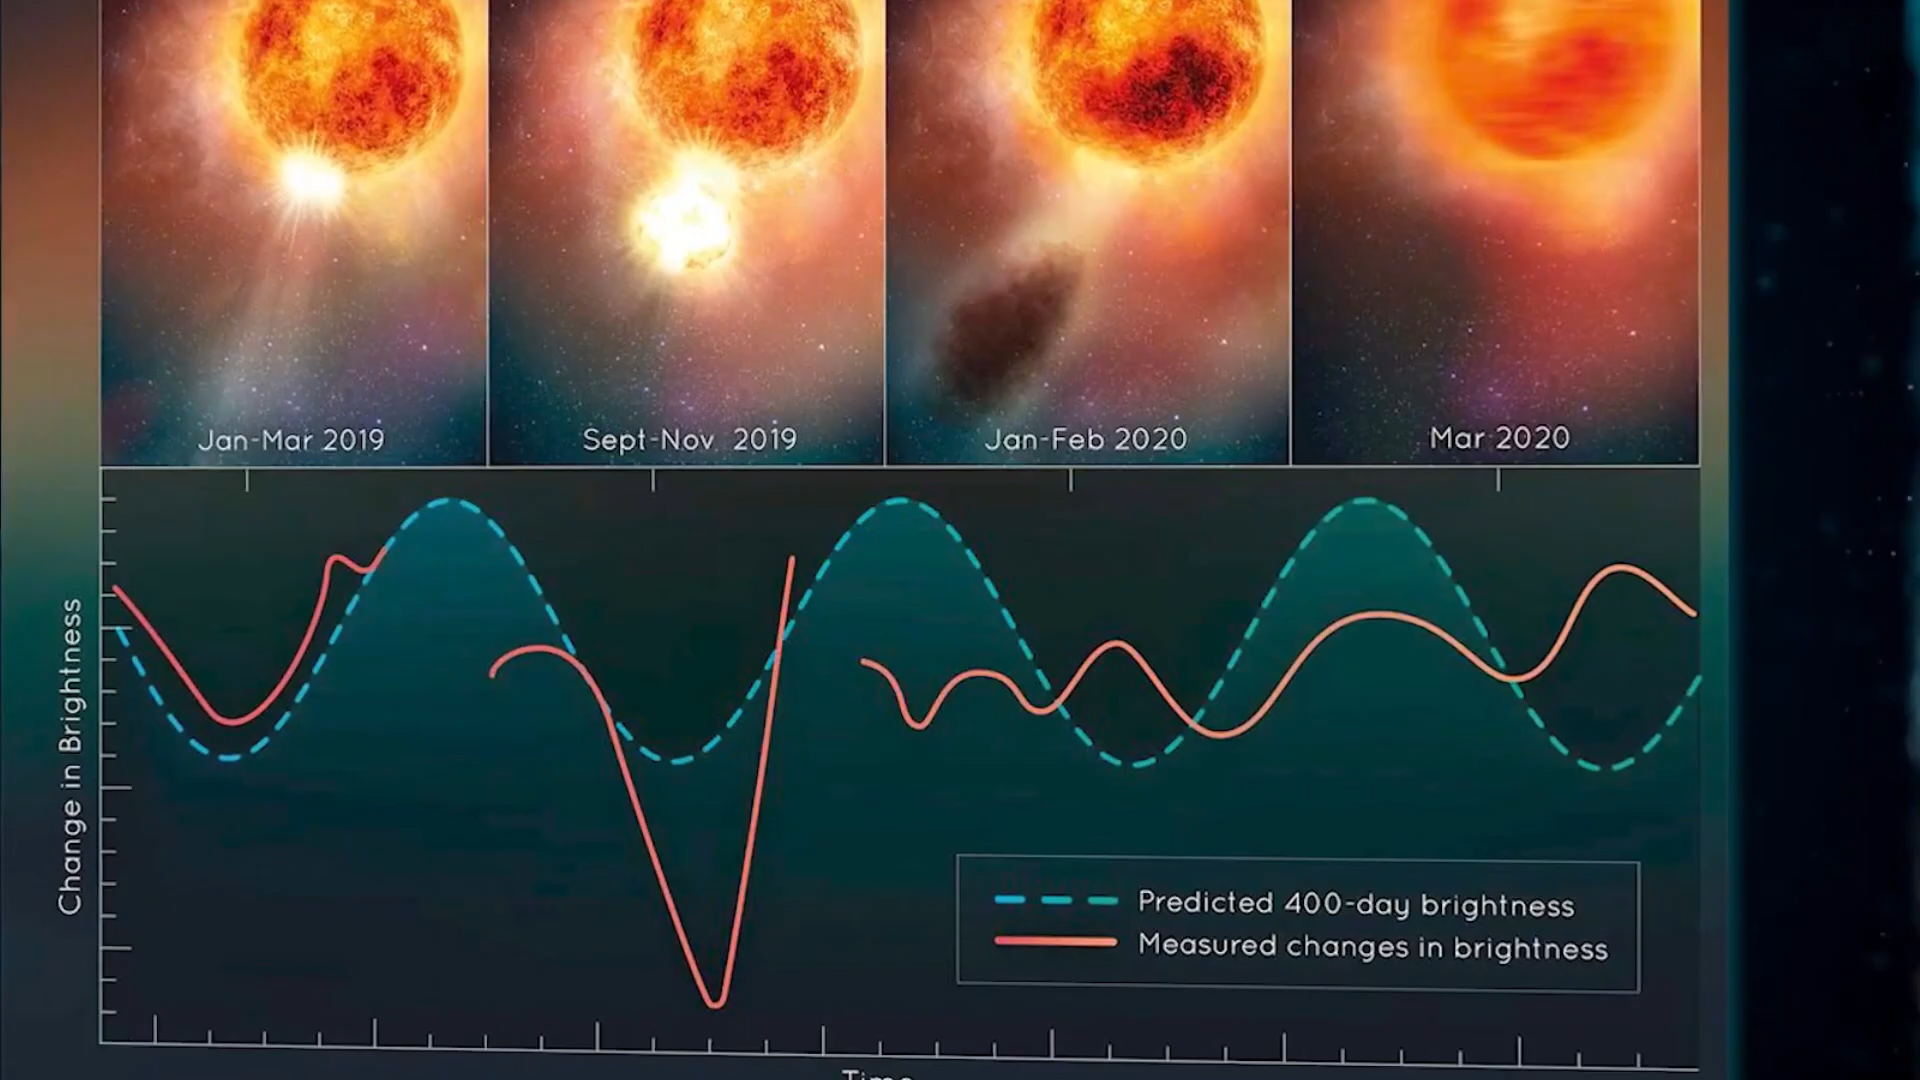 Jan-Mar 2019
Sept-Nov 2019
Jan-Feb 2020
Mar 2020
Change in Brightness
Predicted 400-day brightness
Measured changes in brightness
Time